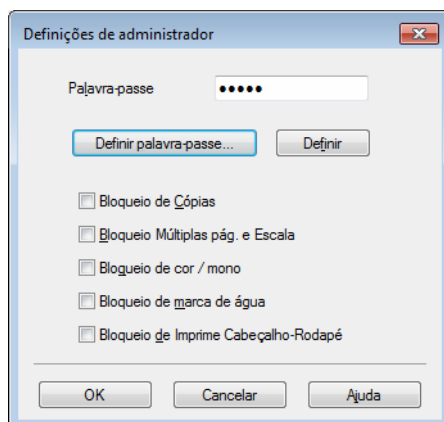 Definições de administrador
Palavra-passe •••••
Definir palavra-passe... Definir
Bloqueio de Cópias
Bloqueio Múltiplas pág. e Escala
Bloqueio de cor / mono
Bloqueio de marca de água
Bloqueio de Imprime Cabeçalho-Rodapé
OK Cancelar Ajuda